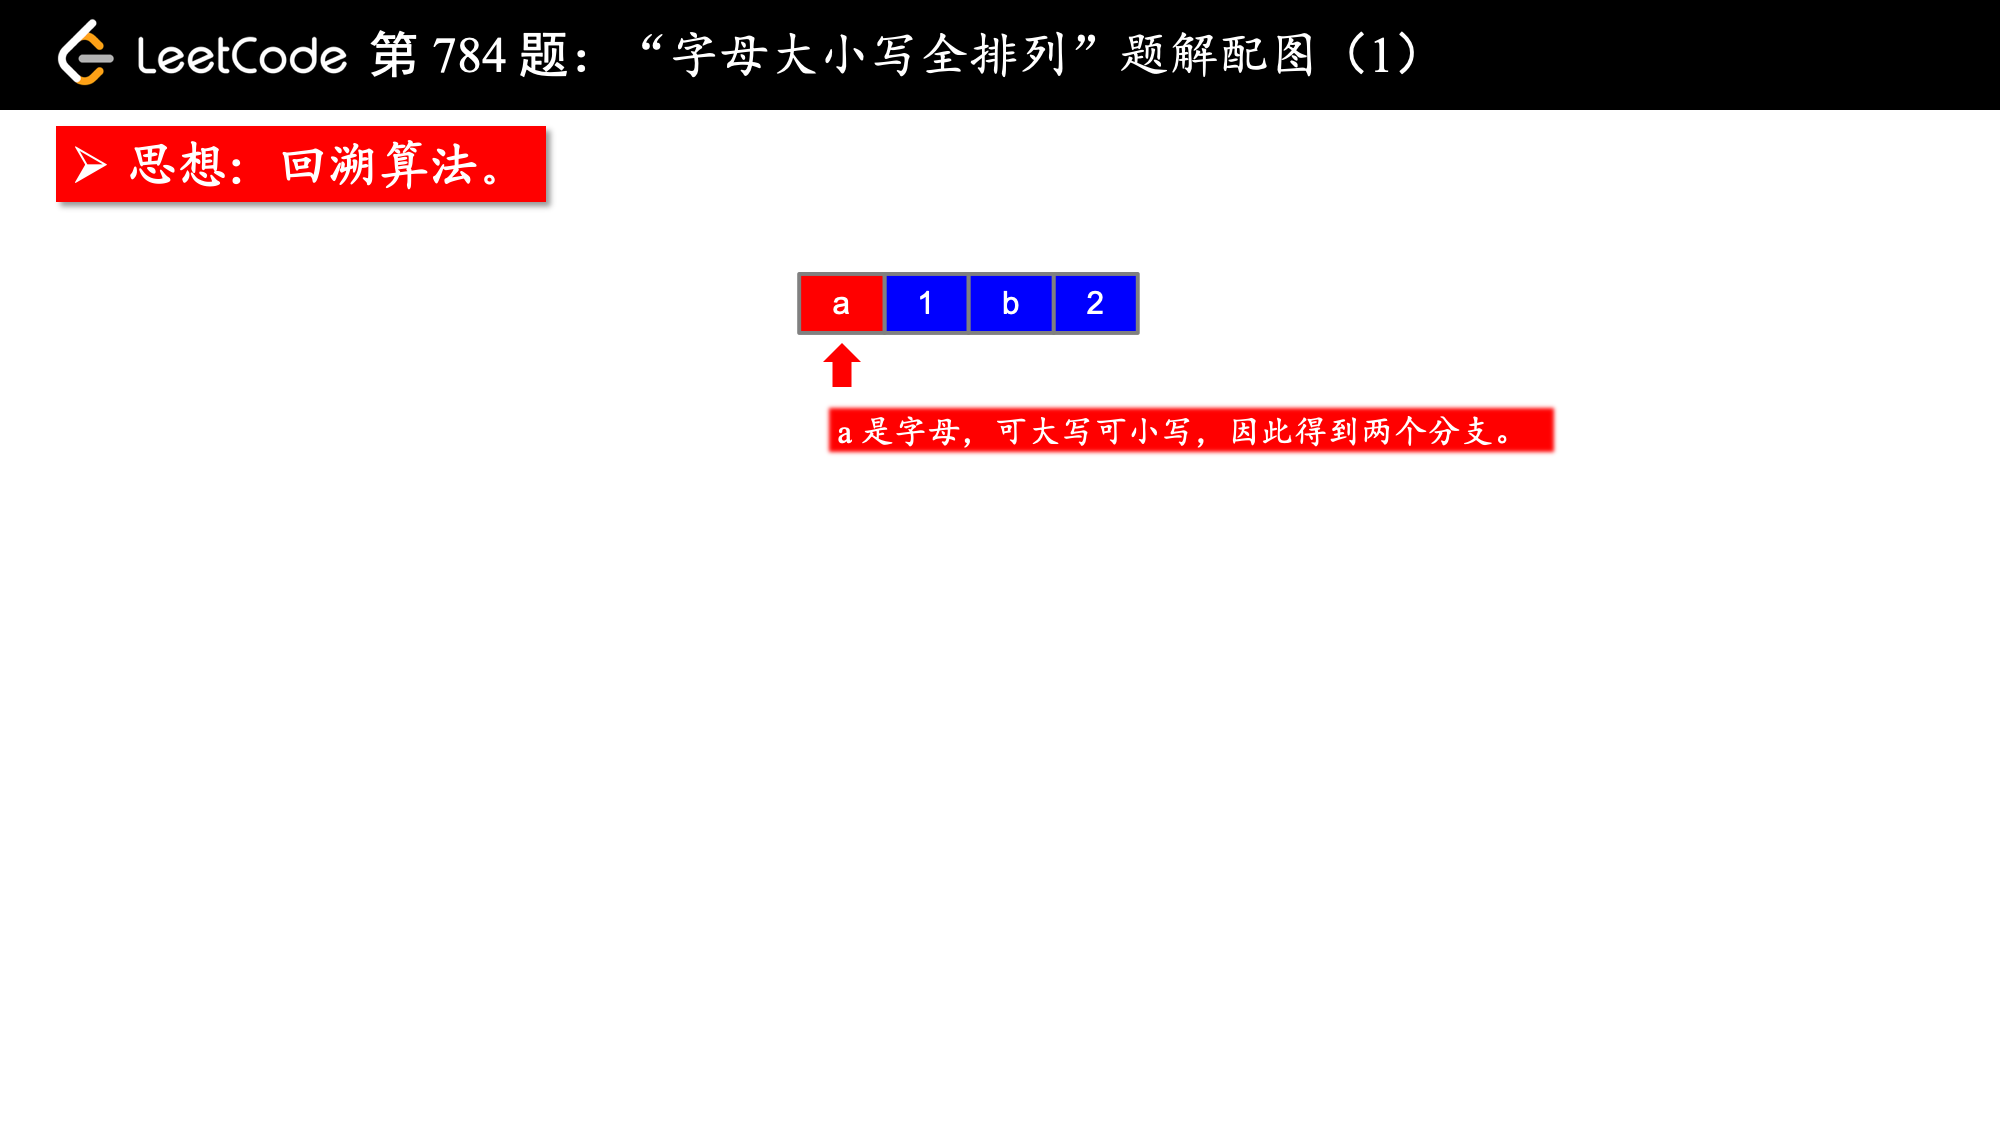 LeetCode 第 784 题：“字母大小写全排列”题解配图（1）
➢ 思想：回溯算法。
a 1 b 2
a 是字母，可大写可小写，因此得到两个分支。